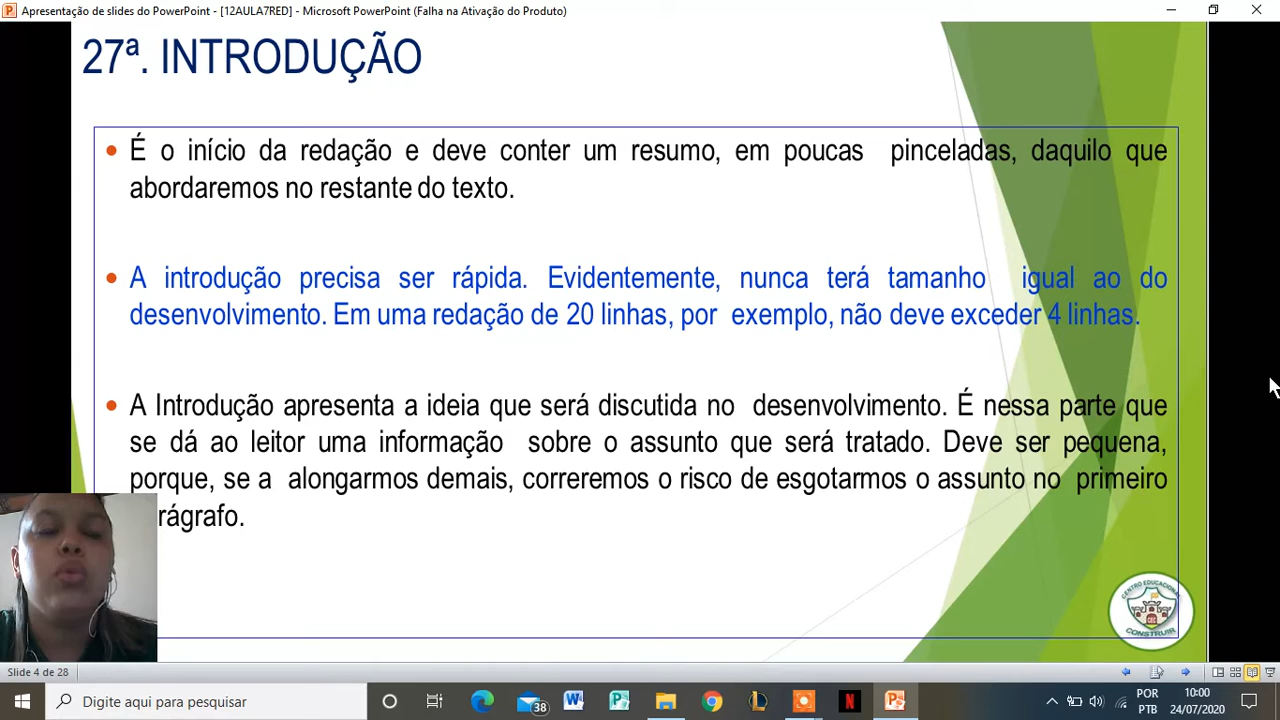 Apresentação de slides do PowerPoint - [12AULA7RED] - Microsoft PowerPoint (Falha na Ativação do Produto)
27ª. INTRODUÇÃO
• É o início da redação e deve conter um resumo, em poucas pinceladas, daquilo que
abordaremos no restante do texto.
• A introdução precisa ser rápida. Evidentemente, nunca terá tamanho igual ao do
desenvolvimento. Em uma redação de 20 linhas, por exemplo, não deve exceder 4 linhas.
• A Introdução apresenta a ideia que será discutida no desenvolvimento. É nessa parte que
se dá ao leitor uma informação sobre o assunto que será tratado. Deve ser pequena,
porque, se a alongarmos demais, correremos o risco de esgotarmos o assunto no primeiro
rágrafo.
CENTRO EDUCACIONAL
CEC
CONSTRUIR
Slide 4 de 28
Digite aqui para pesquisar
38
POR
PTB
10:00
24/07/2020